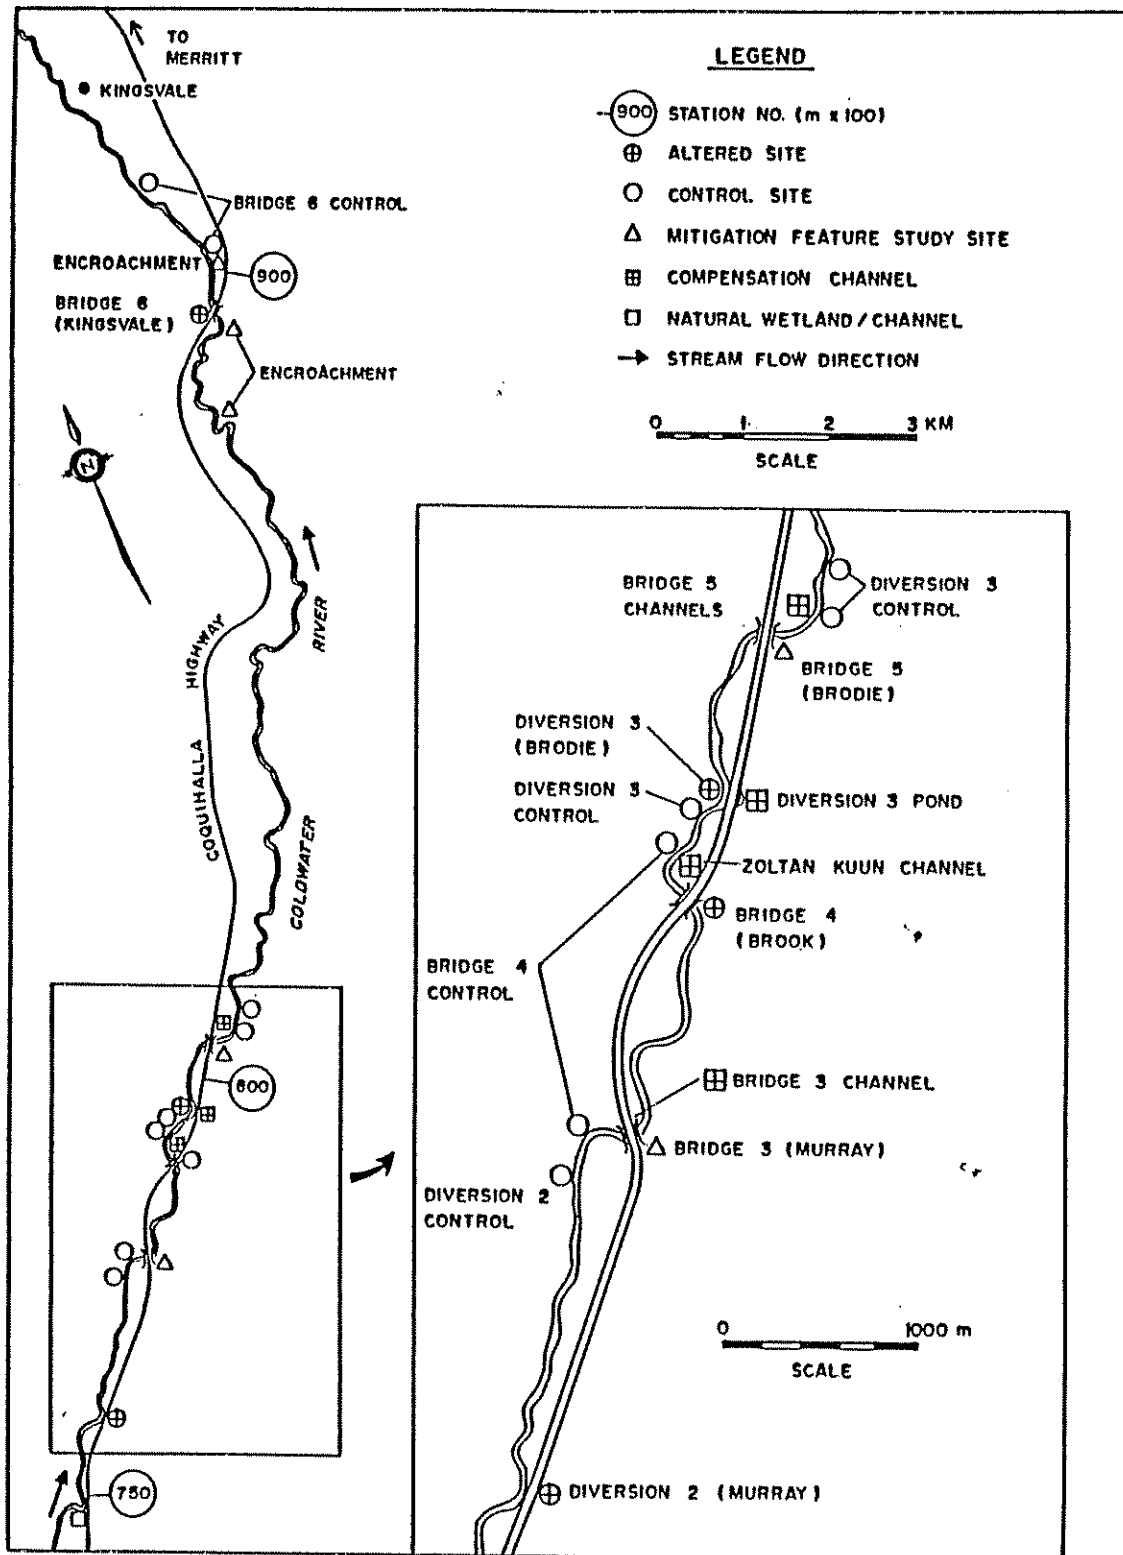 TO
MERRITT
KINGSVALE
BRIDGE 6 CONTROL
ENCROACHMENT
900
BRIDGE 6
(KINGSVALE)
ENCROACHMENT
N
HIGHWAY
COQUIHALLA
RIVER
COLDWATER
800
750
LEGEND
900 STATION NO. (m x 100)
ALTERED SITE
CONTROL SITE
MITIGATION FEATURE STUDY SITE
COMPENSATION CHANNEL
NATURAL WETLAND/CHANNEL
STREAM FLOW DIRECTION
0 1 2 3 KM
SCALE
BRIDGE 5
CHANNELS
DIVERSION 3
CONTROL
BRIDGE 5
(BRODIE)
DIVERSION 3
(BRODIE)
DIVERSION 3
CONTROL
DIVERSION 3 POND
ZOLTAN KUUN CHANNEL
BRIDGE 4
(BROOK)
BRIDGE 4
CONTROL
BRIDGE 3 CHANNEL
BRIDGE 3 (MURRAY)
DIVERSION 2
CONTROL
0 1000 m
SCALE
DIVERSION 2 (MURRAY)